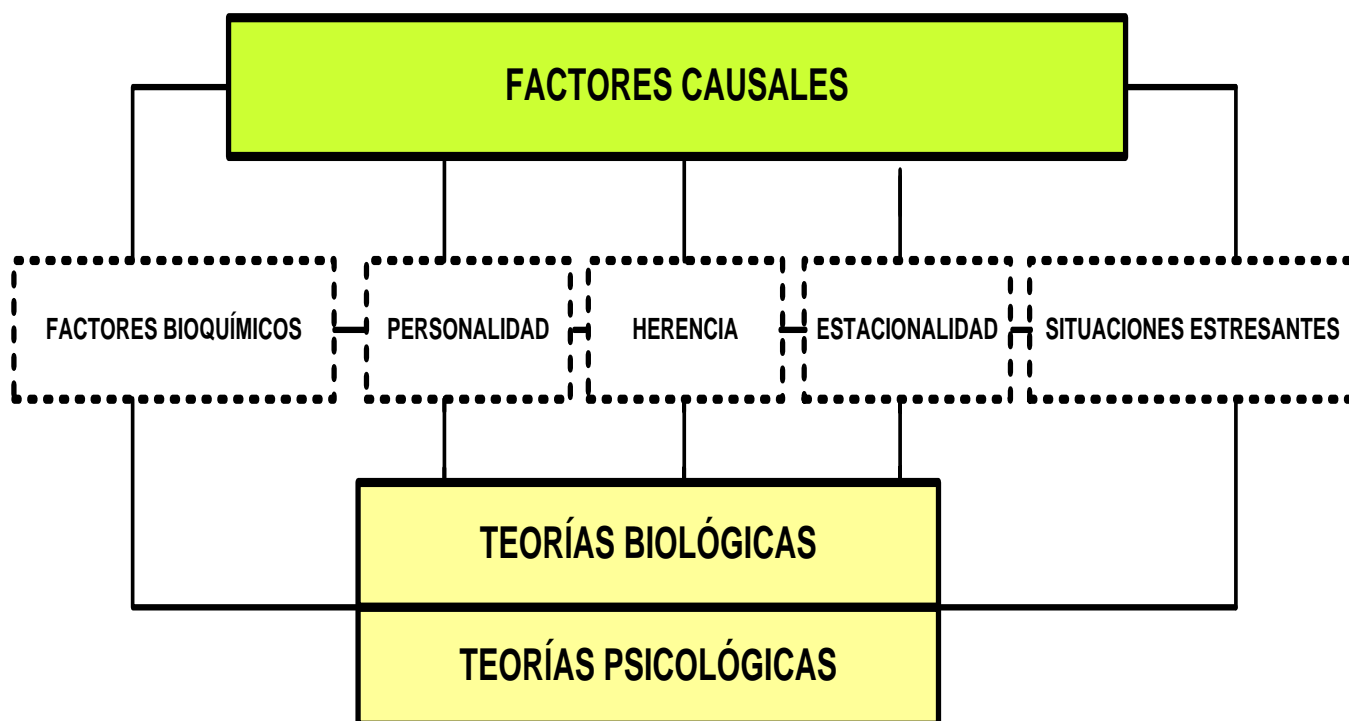 FACTORES CAUSALES
FACTORES BIOQUÍMICOS
PERSONALIDAD
HERENCIA
ESTACIONALIDAD
SITUACIONES ESTRESANTES
TEORÍAS BIOLÓGICAS
TEORÍAS PSICOLÓGICAS